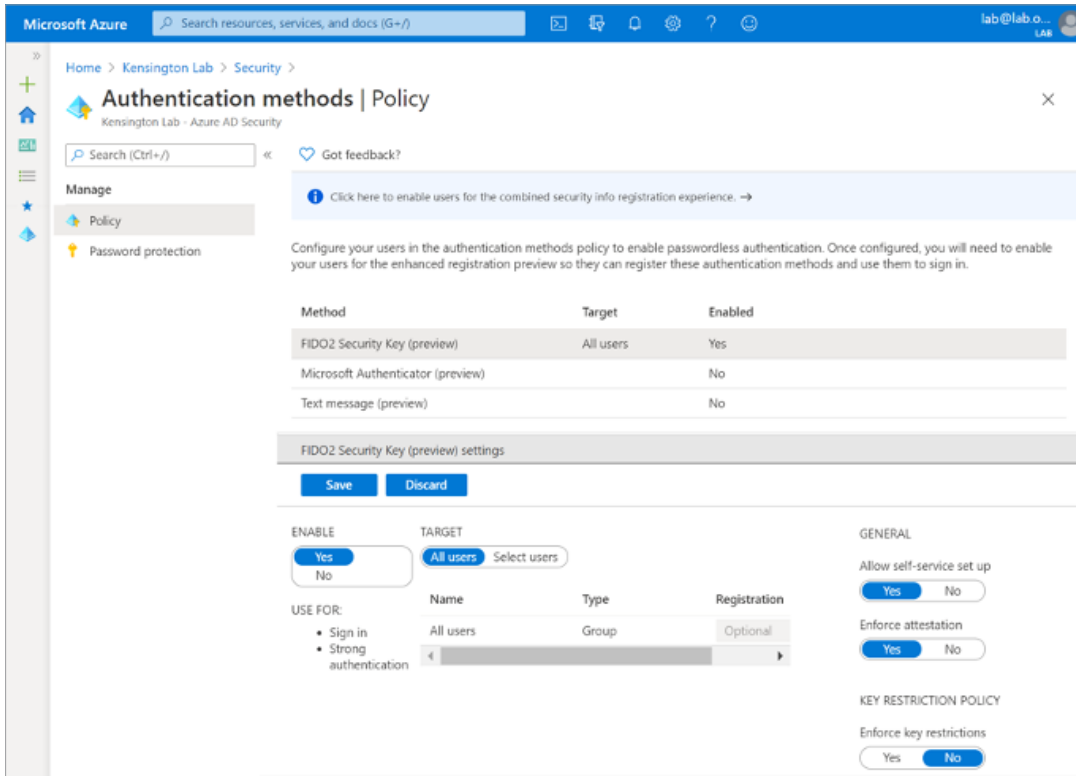 Microsoft Azure
Search resources, services, and docs (G+/)
lab@lab.o...
LAB
Home > Kensington Lab > Security >
Authentication methods | Policy
Kensington Lab - Azure AD Security
Search (Ctrl+/)
Got feedback?
Manage
Policy
Password protection
Click here to enable users for the combined security info registration experience. →
Configure your users in the authentication methods policy to enable passwordless authentication. Once configured, you will need to enable
your users for the enhanced registration preview so they can register these authentication methods and use them to sign in.
Method Target Enabled
FIDO2 Security Key (preview) All users Yes
Microsoft Authenticator (preview) No
Text message (preview) No
FIDO2 Security Key (preview) settings
Save Discard
ENABLE
Yes
No
USE FOR:
• Sign in
• Strong
authentication
TARGET
All users Select users
Name Type Registration
All users Group Optional
GENERAL
Allow self-service set up
Yes No
Enforce attestation
Yes No
KEY RESTRICTION POLICY
Enforce key restrictions
Yes No